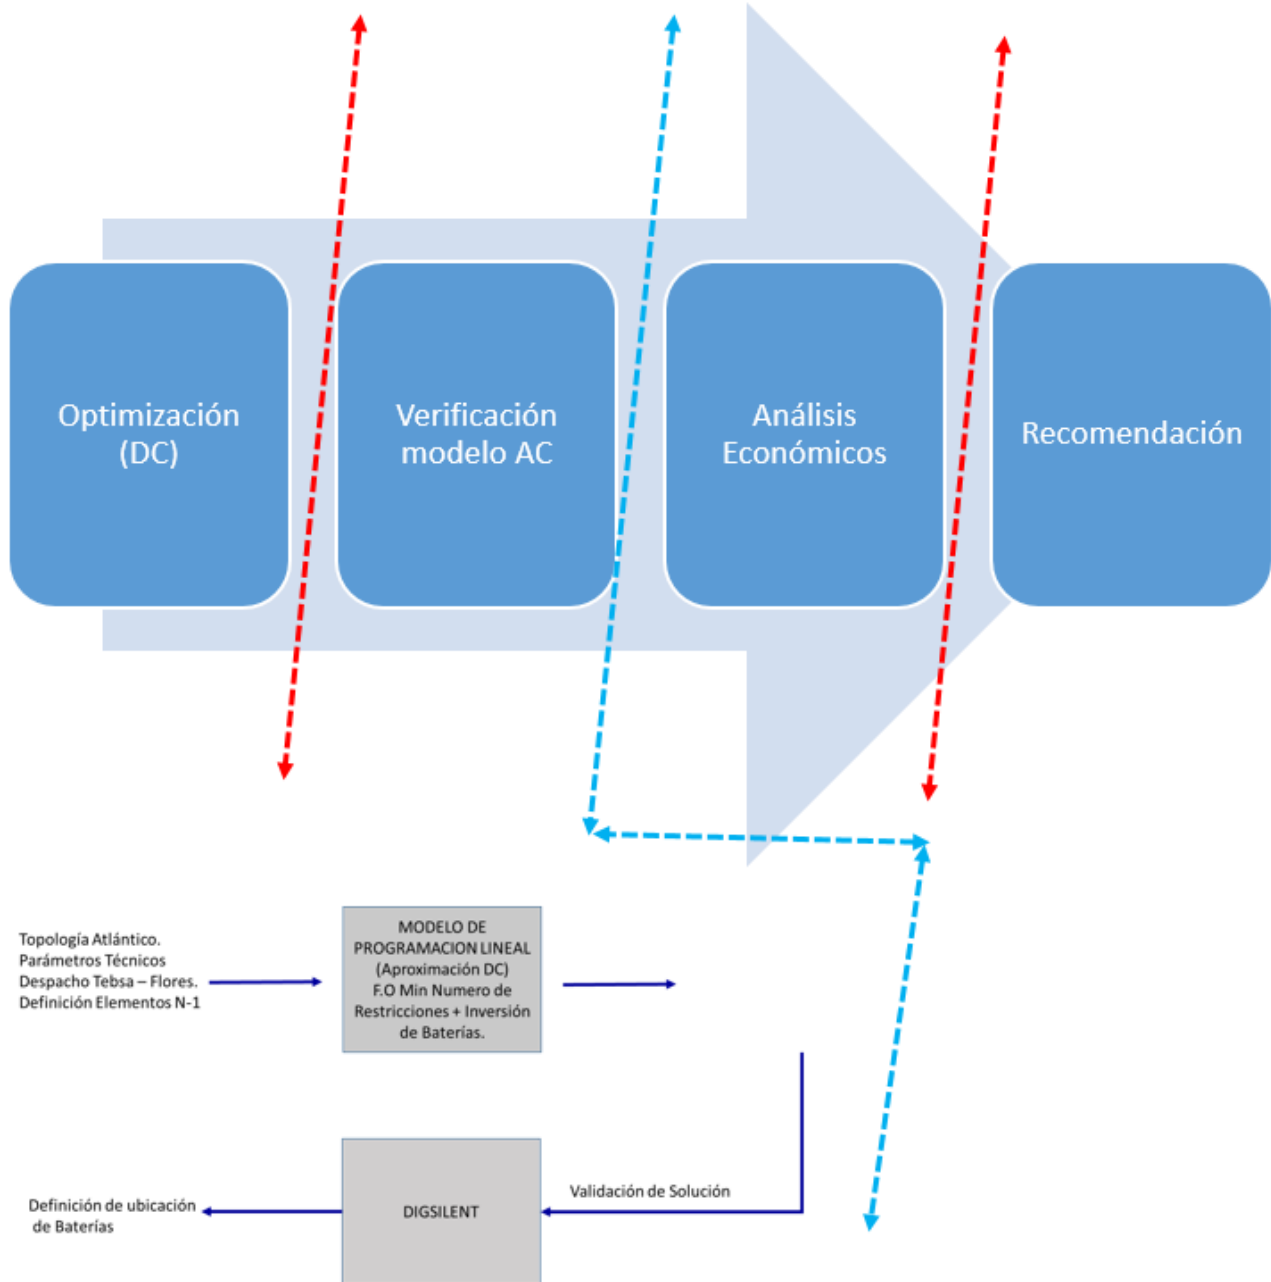 Optimización
(DC)
Verificación
modelo AC
Análisis
Económicos
Recomendación
Topología Atlántico.
Parámetros Técnicos
Despacho Tebsa – Flores.
Definición Elementos N-1
MODELO DE
PROGRAMACION LINEAL
(Aproximación DC)
F.O Min Numero de
Restricciones + Inversión
de Baterías.
Validación de Solución
DIGSILENT
Definición de ubicación
de Baterías